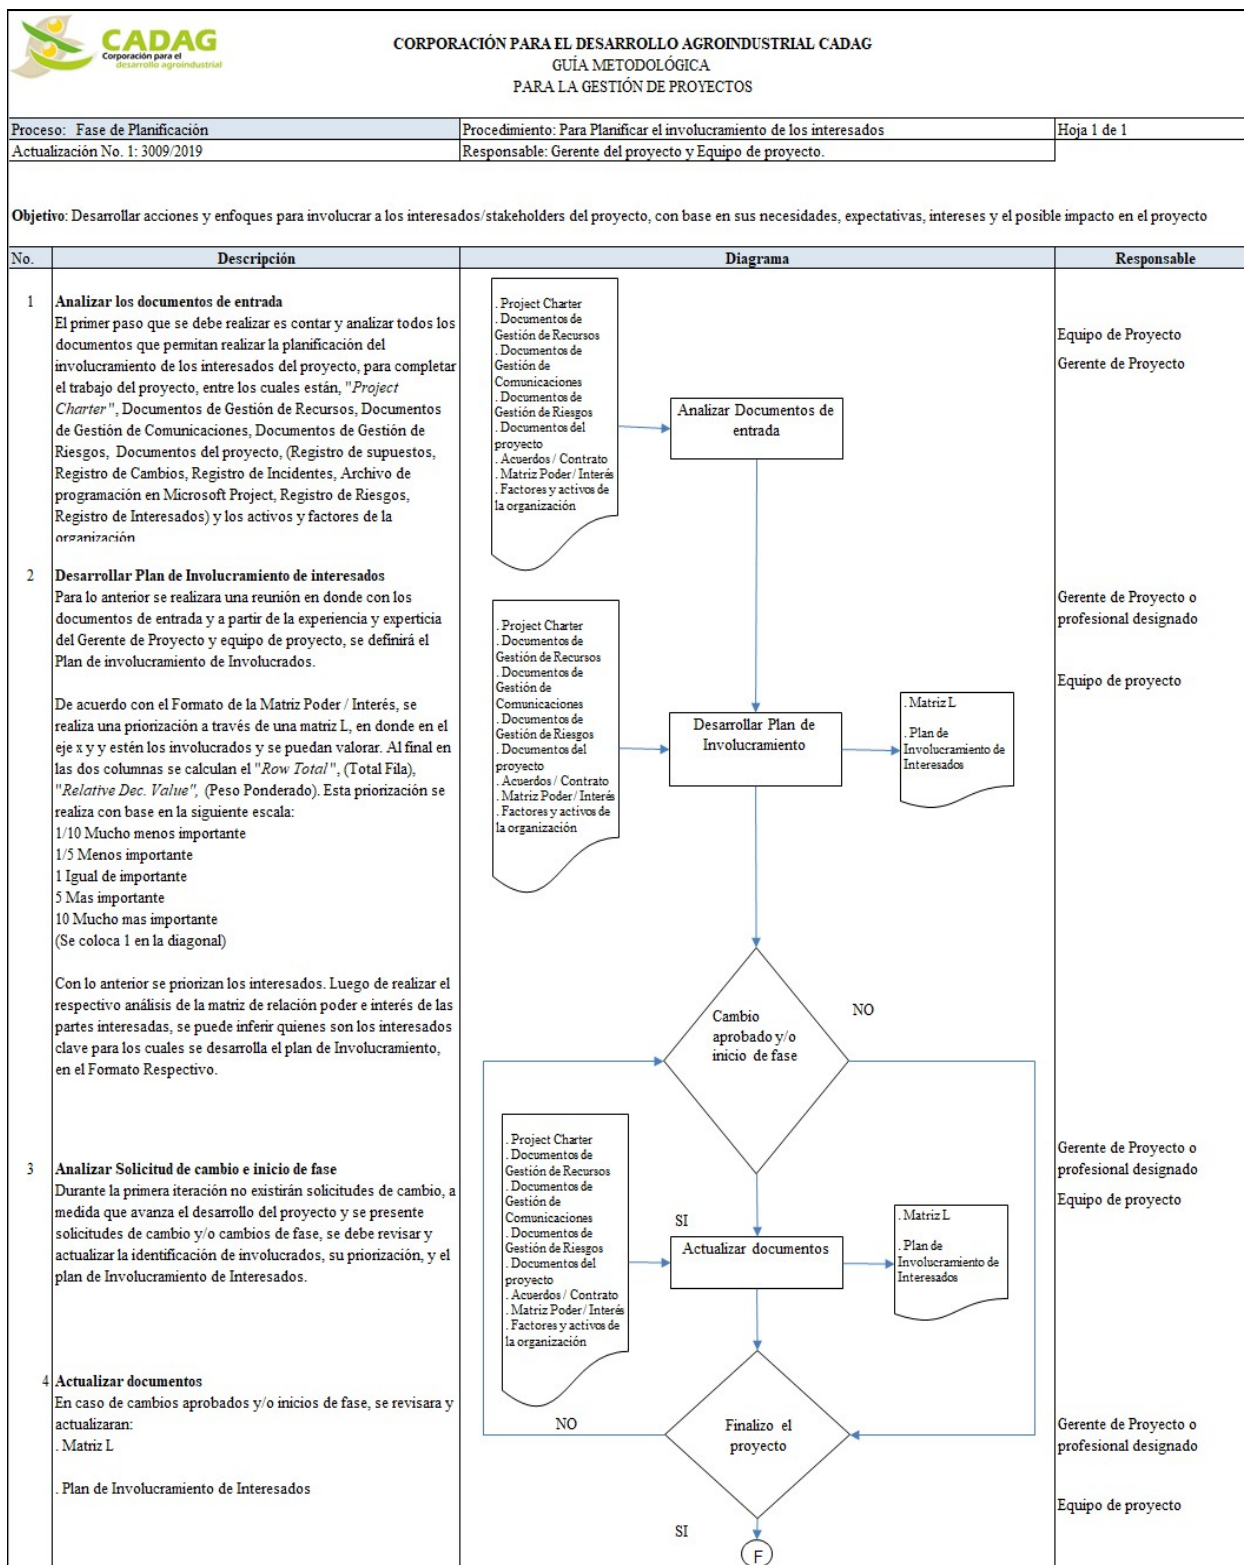 CADAG
Corporación para el
desarrollo agroindustrial
CORPORACIÓN PARA EL DESARROLLO AGROINDUSTRIAL CADAG
GUÍA METODOLÓGICA
PARA LA GESTIÓN DE PROYECTOS
Proceso: Fase de Planificación
Procedimiento: Para Planificar el involucramiento de los interesados
Hoja 1 de 1
Actualización No. 1: 3009/2019
Responsable: Gerente del proyecto y Equipo de proyecto.
Objetivo: Desarrollar acciones y enfoques para involucrar a los interesados/stakeholders del proyecto, con base en sus necesidades, expectativas, intereses y el posible impacto en el proyecto
No.
Descripción
Diagrama
Responsable
1
Analizar los documentos de entrada
El primer paso que se debe realizar es contar y analizar todos los
documentos que permitan realizar la planificación del
involucramiento de los interesados del proyecto, para completar
el trabajo del proyecto, entre los cuales están, "Project
Charter", Documentos de Gestión de Recursos, Documentos
de Gestión de Comunicaciones, Documentos de Gestión de
Riesgos, Documentos del proyecto, (Registro de supuestos,
Registro de Cambios, Registro de Incidentes, Archivo de
programación en Microsoft Project, Registro de Riesgos,
Registro de Interesados) y los activos y factores de la
organización
. Project Charter
. Documentos de
Gestión de Recursos
. Documentos de
Gestión de
Comunicaciones
. Documentos de
Gestión de Riesgos
. Documentos del
proyecto
. Acuerdos / Contrato
. Matriz Poder/ Interés
. Factores y activos de
la organización
Analizar Documentos de
entrada
Equipo de Proyecto
Gerente de Proyecto
2
Desarrollar Plan de Involucramiento de interesados
Para lo anterior se realizara una reunión en donde con los
documentos de entrada y a partir de la experiencia y experticia
del Gerente de Proyecto y equipo de proyecto, se definirá el
Plan de involucramiento de Involucrados.
De acuerdo con el Formato de la Matriz Poder / Interés, se
realiza una priorización a través de una matriz L, en donde en el
eje x y y estén los involucrados y se puedan valorar. Al final en
las dos columnas se calculan el "Row Total", (Total Fila),
"Relative Dec. Value", (Peso Ponderado). Esta priorización se
realiza con base en la siguiente escala:
1/10 Mucho menos importante
1/5 Menos importante
1 Igual de importante
5 Mas importante
10 Mucho mas importante
(Se coloca 1 en la diagonal)
Con lo anterior se priorizan los interesados. Luego de realizar el
respectivo análisis de la matriz de relación poder e interés de las
partes interesadas, se puede inferir quienes son los interesados
clave para los cuales se desarrolla el plan de Involucramiento,
en el Formato Respectivo.
. Project Charter
. Documentos de
Gestión de Recursos
. Documentos de
Gestión de
Comunicaciones
. Documentos de
Gestión de Riesgos
. Documentos del
proyecto
. Acuerdos / Contrato
. Matriz Poder/ Interés
. Factores y activos de
la organización
Desarrollar Plan de
Involucramiento
. Matriz L
. Plan de
Involucramiento de
Interesados
Gerente de Proyecto o
profesional designado
Equipo de proyecto
Cambio
aprobado y/o
inicio de fase
NO
3
Analizar Solicitud de cambio e inicio de fase
Durante la primera iteración no existirán solicitudes de cambio, a
medida que avanza el desarrollo del proyecto y se presente
solicitudes de cambio y/o cambios de fase, se debe revisar y
actualizar la identificación de involucrados, su priorización, y el
plan de Involucramiento de Interesados.
. Project Charter
. Documentos de
Gestión de Recursos
. Documentos de
Gestión de
Comunicaciones
. Documentos de
Gestión de Riesgos
. Documentos del
proyecto
. Acuerdos / Contrato
. Matriz Poder/ Interés
. Factores y activos de
la organización
SI
Actualizar documentos
. Matriz L
. Plan de
Involucramiento de
Interesados
Gerente de Proyecto o
profesional designado
Equipo de proyecto
4
Actualizar documentos
En caso de cambios aprobados y/o inicios de fase, se revisara y
actualizaran:
. Matriz L
. Plan de Involucramiento de Interesados
NO
Finalizo el
proyecto
SI
F
Gerente de Proyecto o
profesional designado
Equipo de proyecto